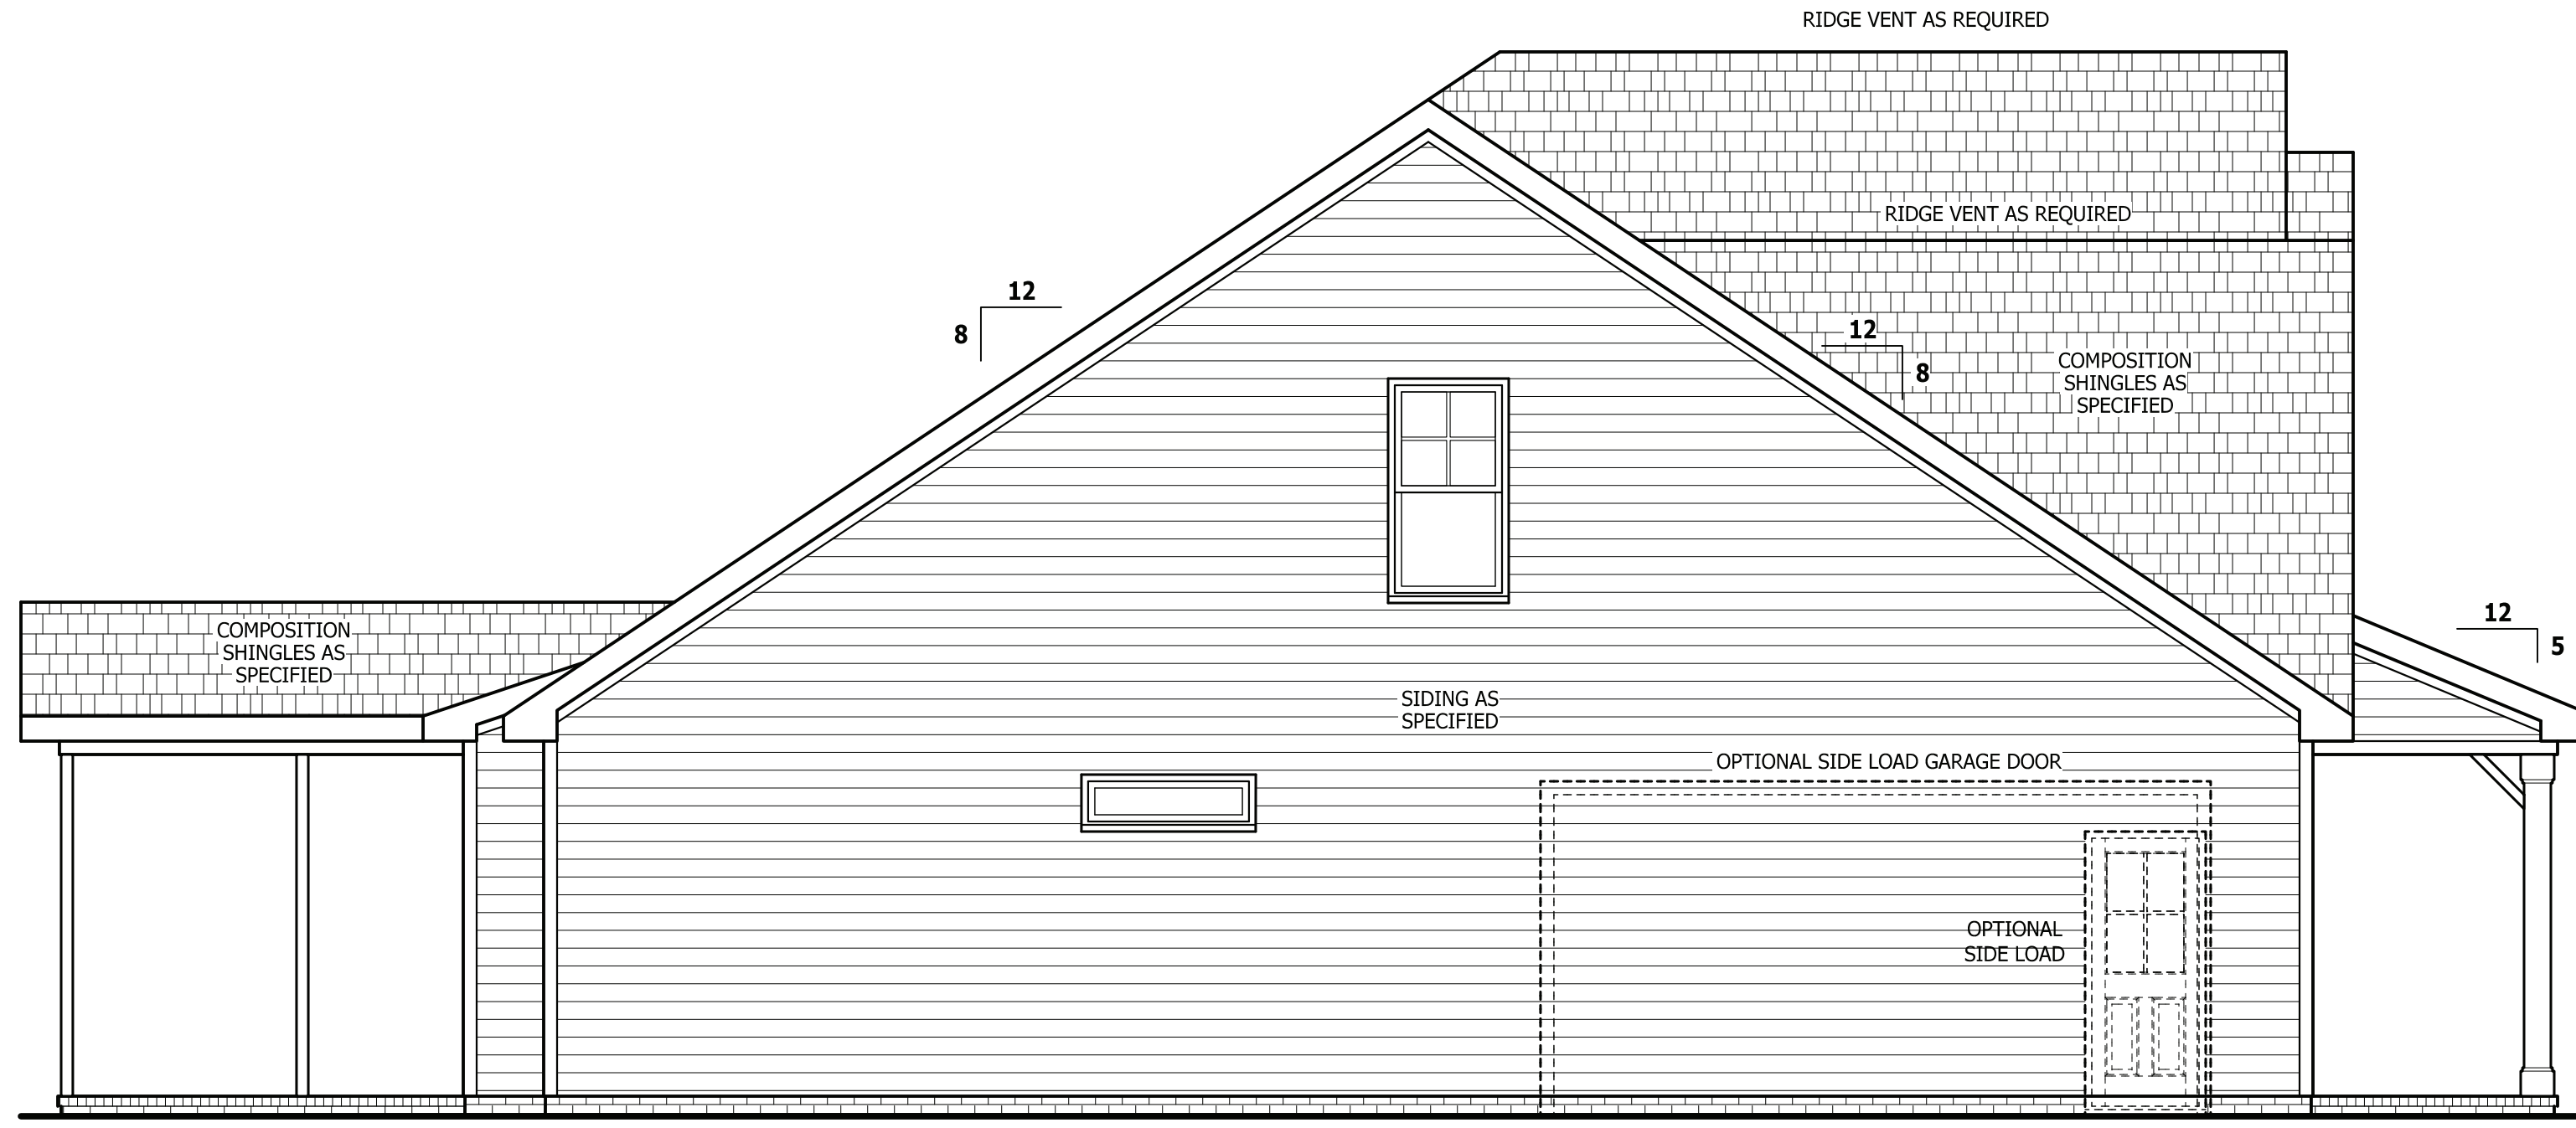 RIDGE VENT AS REQUIRED
RIDGE VENT AS REQUIRED
12
8
12
8
COMPOSITION
SHINGLES AS
SPECIFIED
12
5
COMPOSITION
SHINGLES AS
SPECIFIED
SIDING AS
SPECIFIED
OPTIONAL SIDE LOAD GARAGE DOOR
OPTIONAL
SIDE LOAD